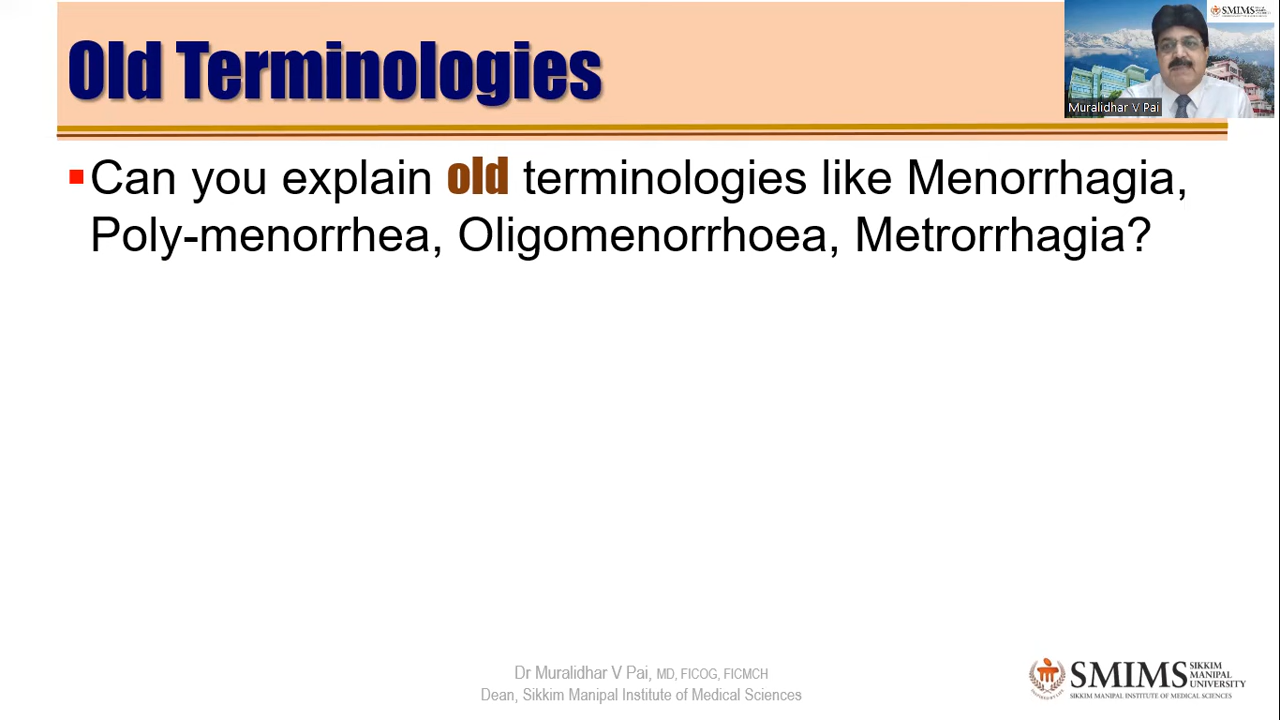 Old Terminologies
SMIMS
Muralidhar V Pai
Can you explain old terminologies like Menorrhagia,
Poly-menorrhea, Oligomenorrhoea, Metrorrhagia?
Dr Muralidhar V Pai, MD, FICOG, FICMCH
Dean, Sikkim Manipal Institute of Medical Sciences
SMIMS SIKKIM
MANIPAL
UNIVERSITY
SIKKIM MANIPAL INSTITUTE OF MEDICAL SCIENCES